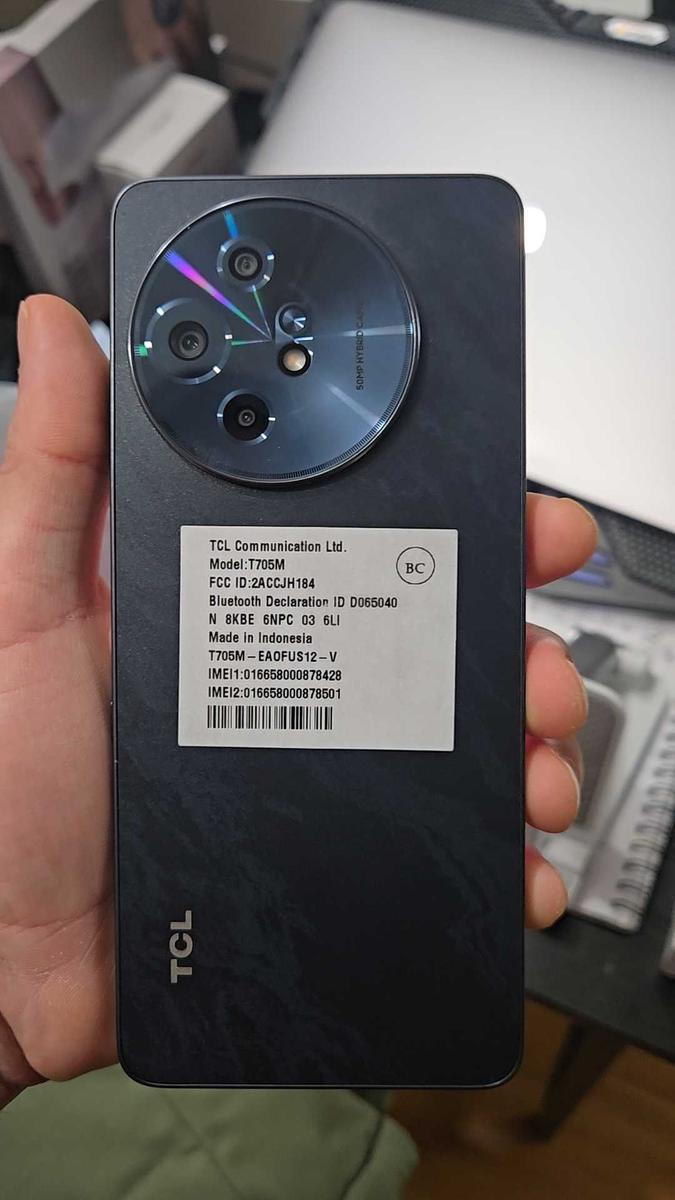 50MP HYBRID CAM
TCL Communication Ltd.
Model:T705M
BC
FCC ID:2ACCJH184
Bluetooth Declaration ID D065040
N 8KBE 6NPC 03 6LI
Made in Indonesia
T705M-EAOFUS12-V
IMEI1:016658000878428
IMEI2:016658000878501
TCL